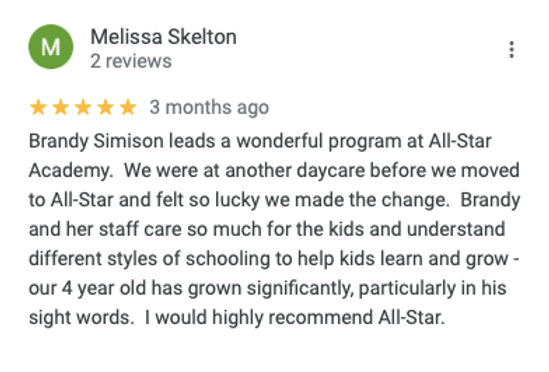 M
Melissa Skelton
2 reviews
3 months ago
Brandy Simison leads a wonderful program at All-Star
Academy.  We were at another daycare before we moved
to All-Star and felt so lucky we made the change.  Brandy
and her staff care so much for the kids and understand
different styles of schooling to help kids learn and grow -
our 4 year old has grown significantly, particularly in his
sight words.  I would highly recommend All-Star.